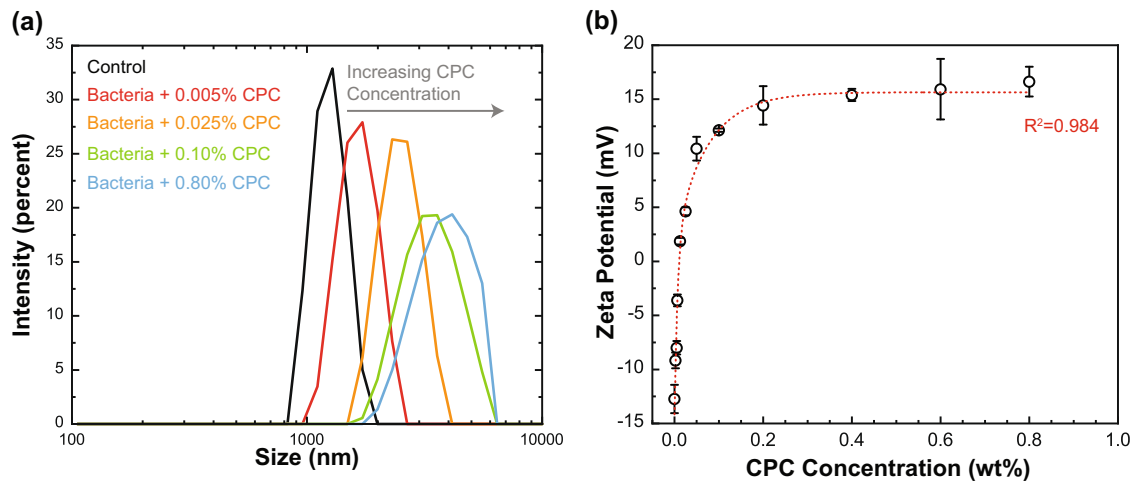 (a)
35
30
25
20
15
10
5
0
Intensity (percent)
Control
Bacteria + 0.005% CPC
Bacteria + 0.025% CPC
Bacteria + 0.10% CPC
Bacteria + 0.80% CPC
Increasing CPC
Concentration
100
1000
10000
Size (nm)
(b)
20
15
10
5
0
-5
-10
-15
Zeta Potential (mV)
R²=0.984
0.0
0.2
0.4
0.6
0.8
1.0
CPC Concentration (wt%)